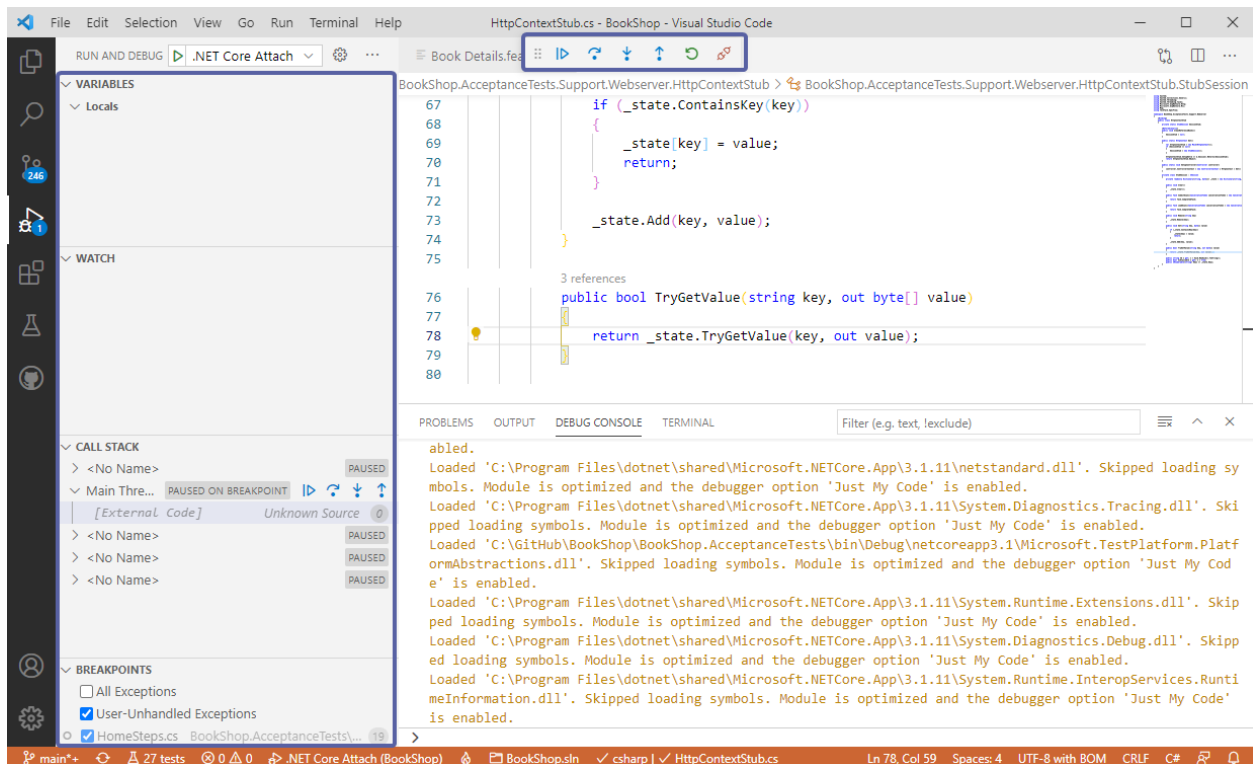 File Edit Selection View Go Run Terminal Help
HttpContextStub.cs - BookShop - Visual Studio Code
RUN AND DEBUG .NET Core Attach
Book Details.fea
VARIABLES
Locals
WATCH
CALL STACK
<No Name> PAUSED
Main Thre... PAUSED ON BREAKPOINT
[External Code] Unknown Source 0
<No Name> PAUSED
<No Name> PAUSED
<No Name> PAUSED
BREAKPOINTS
All Exceptions
User-Unhandled Exceptions
HomeSteps.cs BookShop.AcceptanceTests\... 19
246
1
BookShop.AcceptanceTests.Support.Webserver.HttpContextStub > BookShop.AcceptanceTests.Support.Webserver.HttpContextStub.StubSession
67 if (_state.ContainsKey(key))
68 {
69 _state[key] = value;
70 return;
71 }
72
73 _state.Add(key, value);
74 }
75
3 references
76 public bool TryGetValue(string key, out byte[] value)
77 {
78 return _state.TryGetValue(key, out value);
79 }
80
PROBLEMS OUTPUT DEBUG CONSOLE TERMINAL
Filter (e.g. text, !exclude)
abled.
Loaded 'C:\Program Files\dotnet\shared\Microsoft.NETCore.App\3.1.11\netstandard.dll'. Skipped loading sy
mbols. Module is optimized and the debugger option 'Just My Code' is enabled.
Loaded 'C:\Program Files\dotnet\shared\Microsoft.NETCore.App\3.1.11\System.Diagnostics.Tracing.dll'. Ski
pped loading symbols. Module is optimized and the debugger option 'Just My Code' is enabled.
Loaded 'C:\GitHub\BookShop\BookShop.AcceptanceTests\bin\Debug\netcoreapp3.1\Microsoft.TestPlatform.Platf
ormAbstractions.dll'. Skipped loading symbols. Module is optimized and the debugger option 'Just My Cod
e' is enabled.
Loaded 'C:\Program Files\dotnet\shared\Microsoft.NETCore.App\3.1.11\System.Runtime.Extensions.dll'. Skip
ped loading symbols. Module is optimized and the debugger option 'Just My Code' is enabled.
Loaded 'C:\Program Files\dotnet\shared\Microsoft.NETCore.App\3.1.11\System.Diagnostics.Debug.dll'. Skipp
ed loading symbols. Module is optimized and the debugger option 'Just My Code' is enabled.
Loaded 'C:\Program Files\dotnet\shared\Microsoft.NETCore.App\3.1.11\System.Runtime.InteropServices.Runti
meInformation.dll'. Skipped loading symbols. Module is optimized and the debugger option 'Just My Code'
is enabled.
>
main*+ 27 tests 0 0 .NET Core Attach (BookShop) BookShop.sln ✓ csharp | ✓ HttpContextStub.cs Ln 78, Col 59 Spaces: 4 UTF-8 with BOM CRLF C#